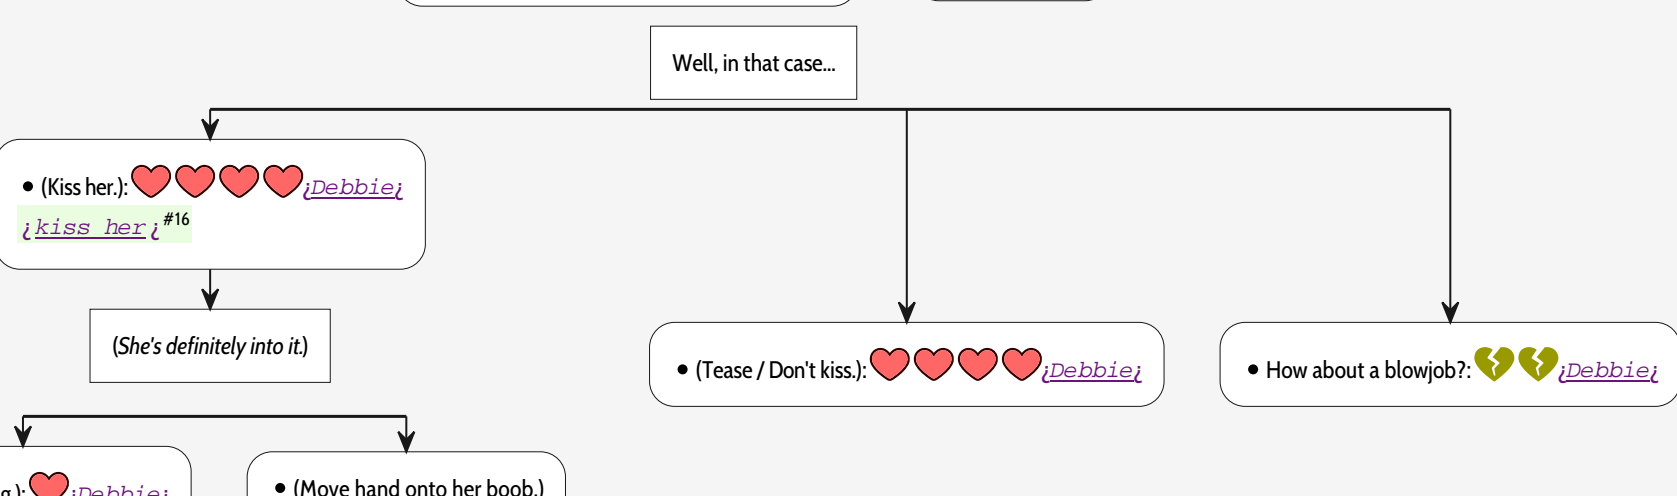 Well, in that case...
• (Kiss her.): ¿Debbie¿
¿kiss her¿ #16
(She's definitely into it.)
• (Tease / Don't kiss.): ¿Debbie¿
• How about a blowjob?: ¿Debbie¿
g.): ¿Debbie¿
• (Move hand onto her boob.)